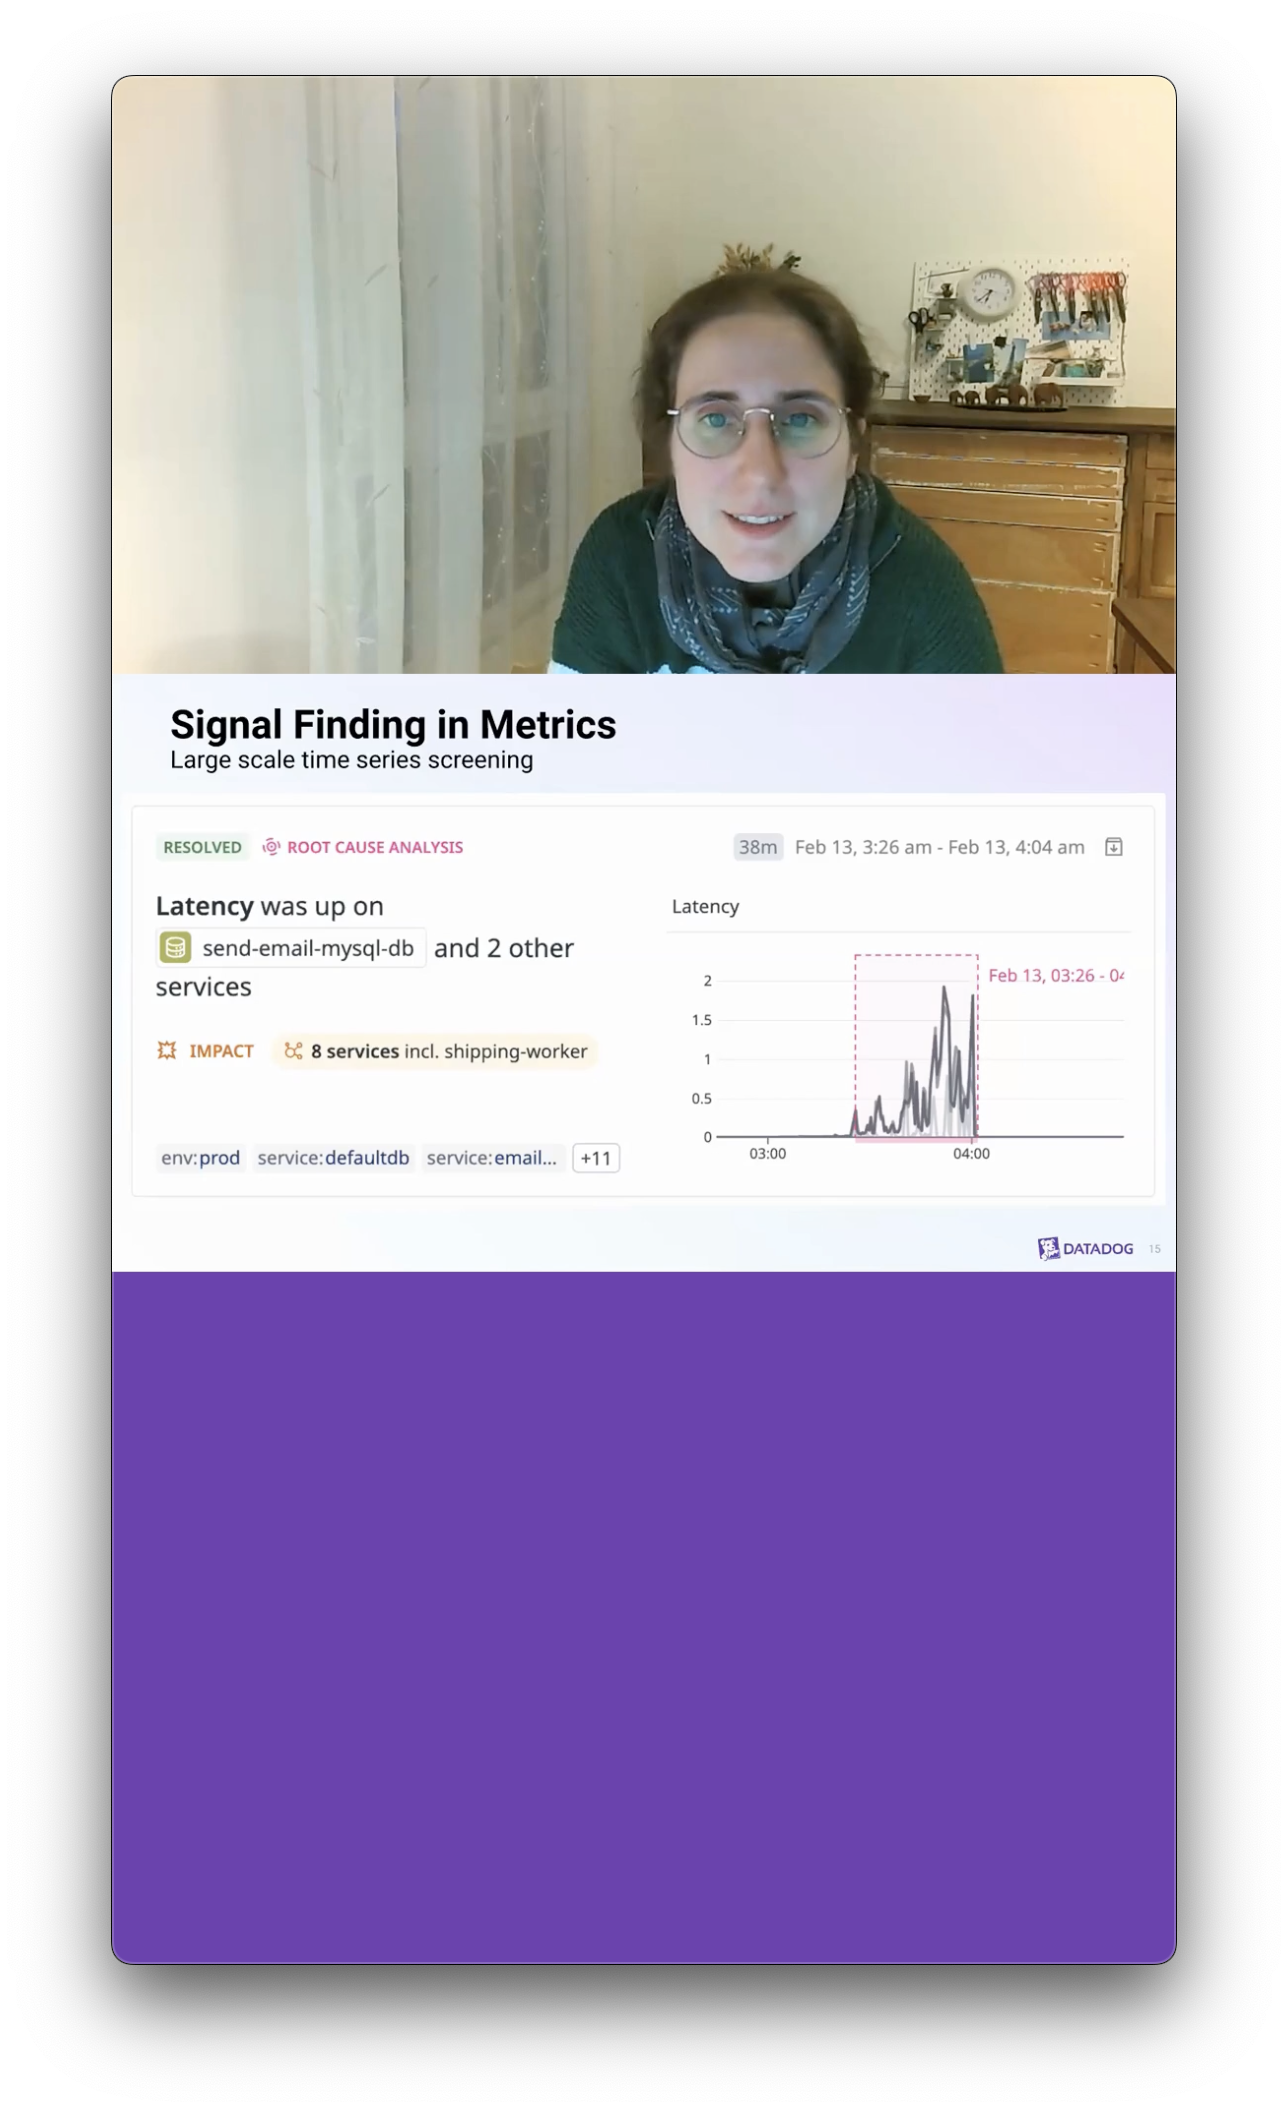 Signal Finding in Metrics
Large scale time series screening
RESOLVED ROOT CAUSE ANALYSIS
38m Feb 13, 3:26 am - Feb 13, 4:04 am
Latency was up on
send-email-mysql-db and 2 other
services
IMPACT 8 services incl. shipping-worker
env:prod service:defaultdb service:email... +11
Latency
Feb 13, 03:26 - 04
2
1.5
1
0.5
0
03:00 04:00
DATADOG 15